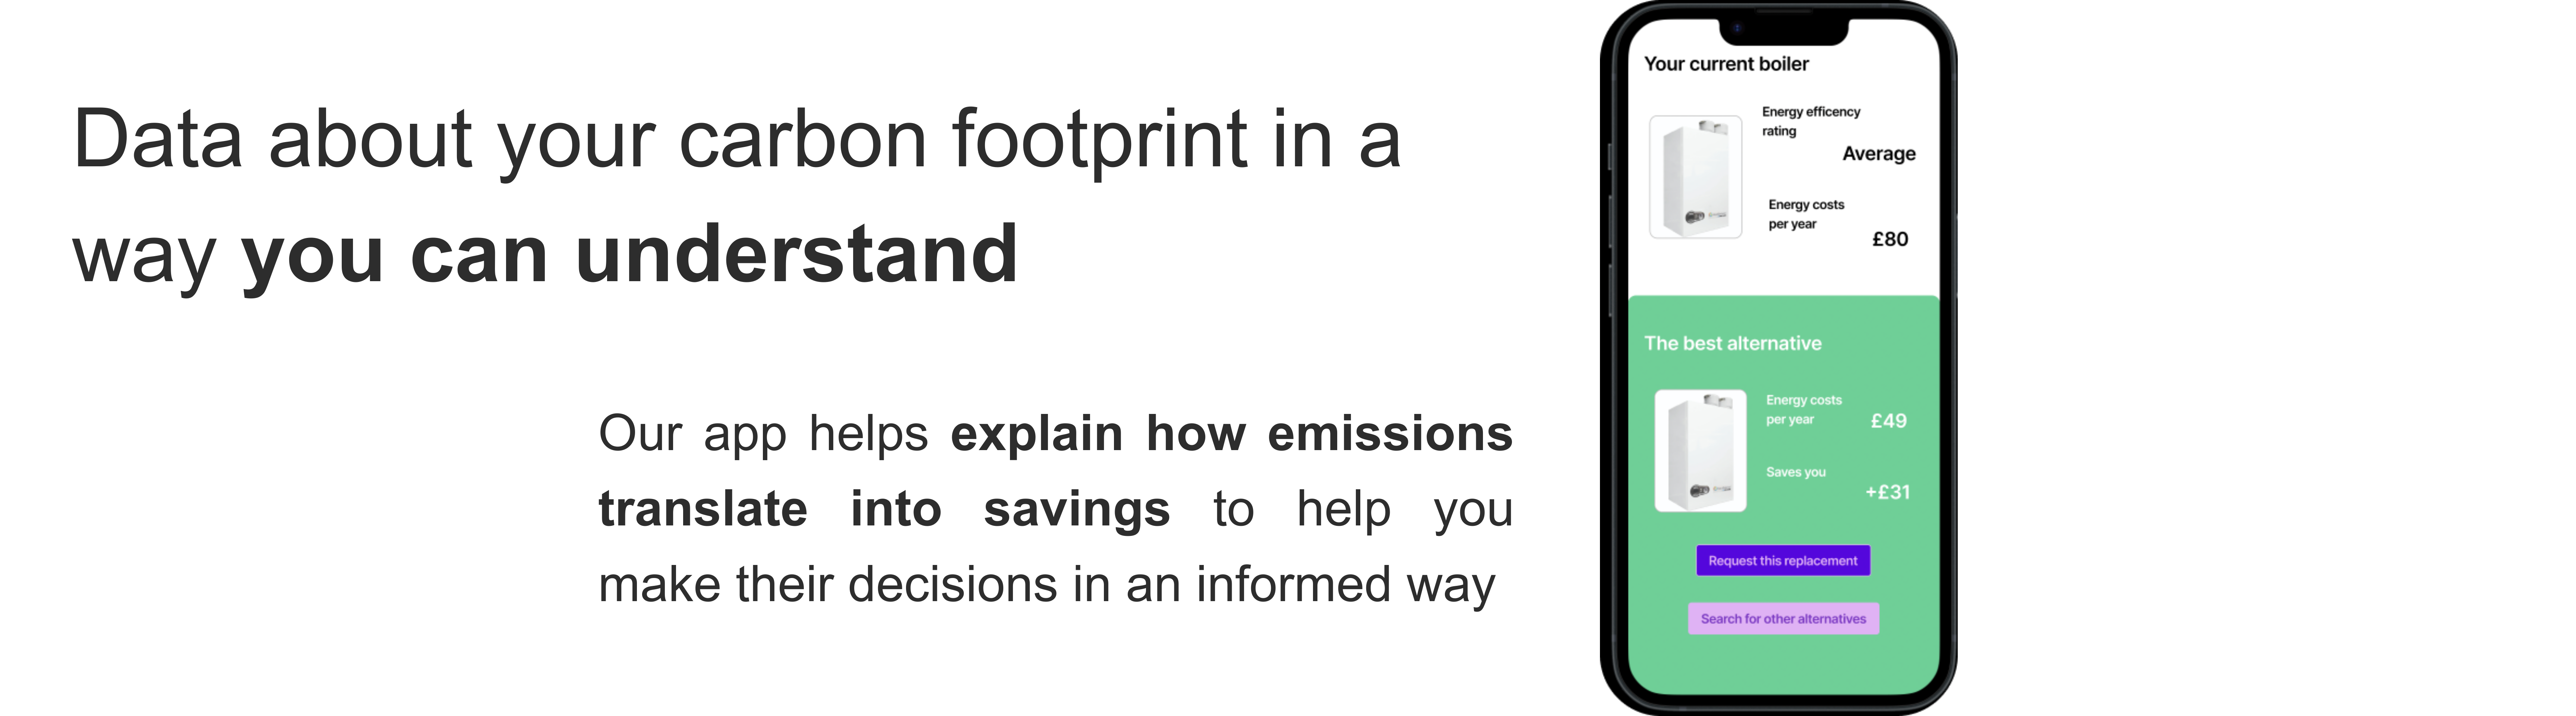 Data about your carbon footprint in a
way you can understand
Our app helps explain how emissions
translate into savings to help you
make their decisions in an informed way
Your current boiler
Energy efficency
rating
Average
Energy costs
per year
£80
The best alternative
Energy costs
per year
£49
Saves you
+£31
Request this replacement
Search for other alternatives